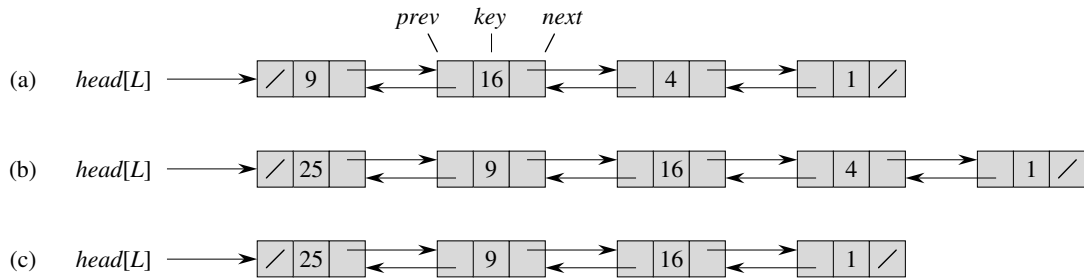 prev key next
(a) head[L] / 9 16 4 1 /
(b) head[L] / 25 9 16 4 1 /
(c) head[L] / 25 9 16 1 /